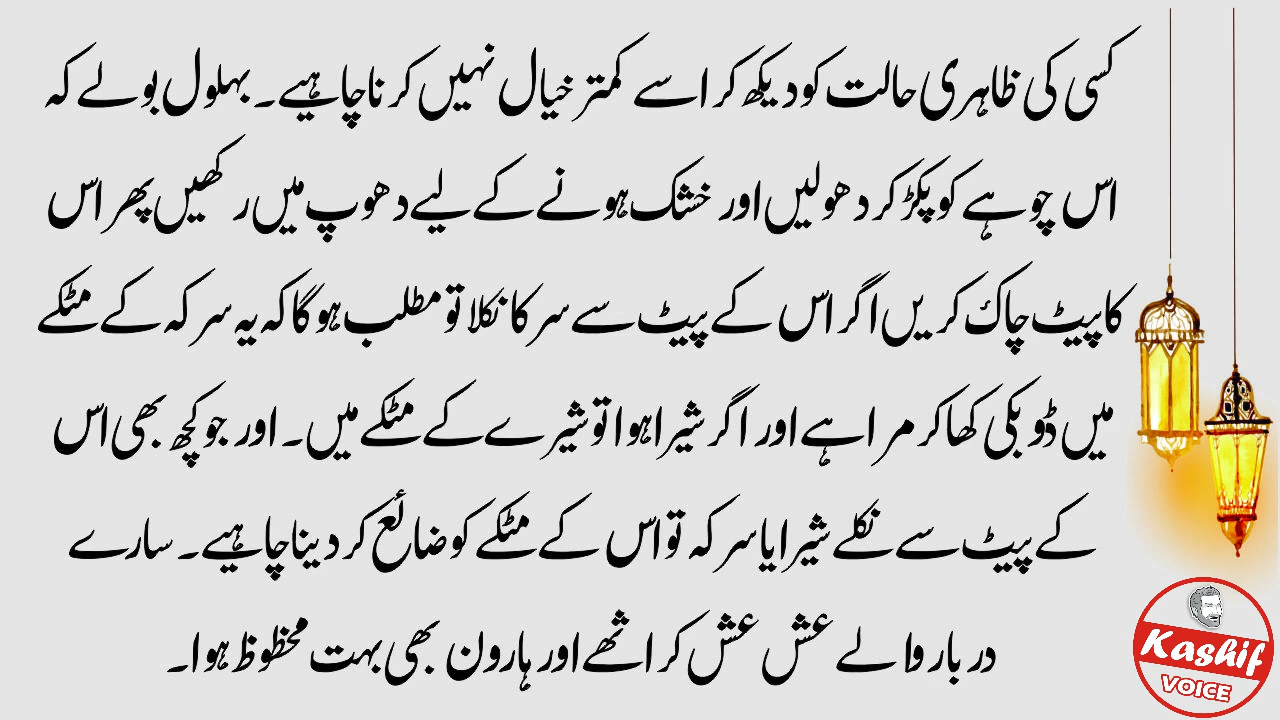 کسی کی ظاہری حالت کو دیکھ کر اسے کمتر خیال نہیں کرنا چاہیے۔ بہلول بولے کہ
اس چوہے کو پکڑ کر دھو لیں اور خشک ہونے کے لیے دھوپ میں رکھیں پھر اس
کا پیٹ چاک کریں اگر اس کے پیٹ سے سرکا نکلا تو مطلب ہو گا کہ یہ سرکہ کے مٹکے
میں ڈوبکی کھا کر مرا ہے اور اگر شیرا ہوا تو شیرے کے مٹکے میں۔ اور جو کچھ بھی اس
کے پیٹ سے نکلے شیرا یا سرکہ تو اس کے مٹکے کو ضائع کر دینا چاہیے۔ سارے
دربار والے عش عش کر اٹھے اور ہارون بھی بہت محظوظ ہوا۔
Kashif
VOICE